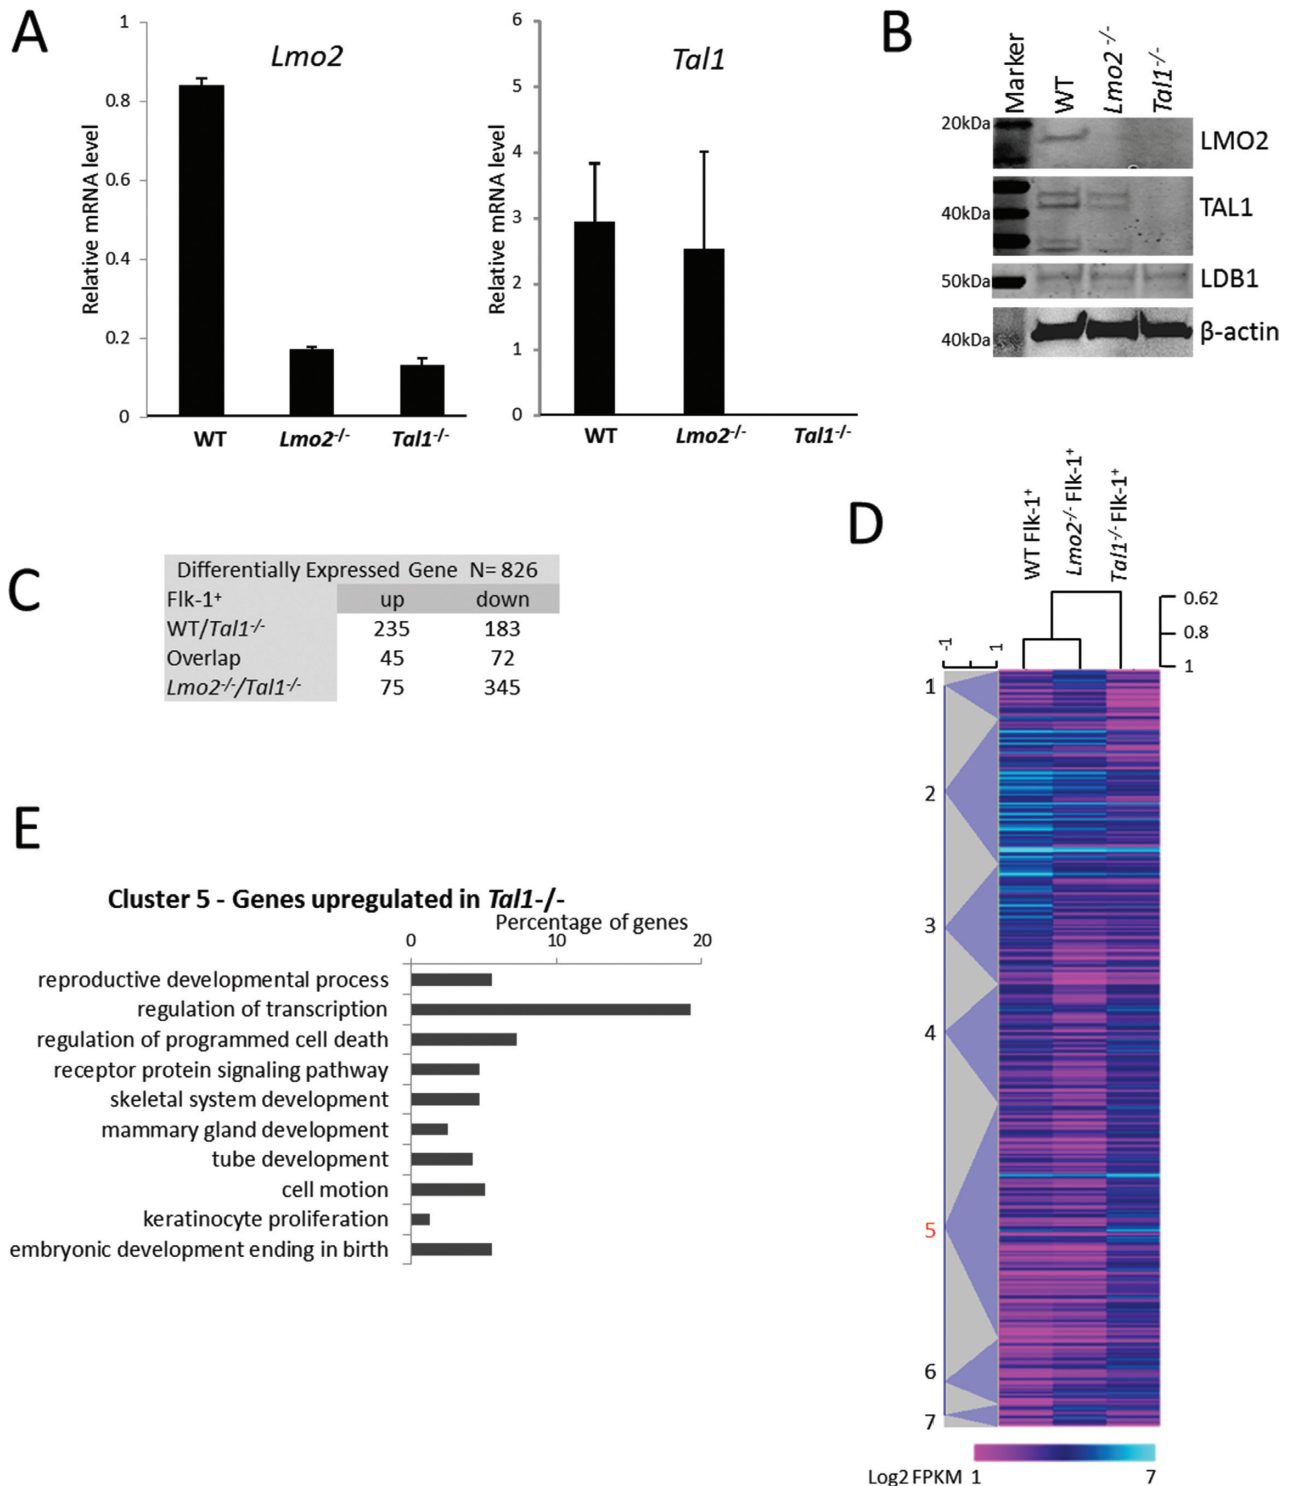 A
Lmo2
Relative mRNA level
1
0.8
0.6
0.4
0.2
0
WT
Lmo2-/-
Tal1-/-
Tal1
Relative mRNA level
6
5
4
3
2
1
0
WT
Lmo2-/-
Tal1-/-
B
Marker
WT
Lmo2 -/-
Tal1-/-
20kDa
LMO2
40kDa
TAL1
50kDa
LDB1
40kDa
β-actin
C
Differentially Expressed Gene N= 826
Flk-1+ up down
WT/Tal1-/- 235 183
Overlap 45 72
Lmo2-/-/Tal1-/- 75 345
D
WT Flk-1+
Lmo2-/- Flk-1+
Tal1-/- Flk-1+
0.62
0.8
1
-1
1
1
2
3
4
5
6
7
Log2 FPKM 1 7
E
Cluster 5 - Genes upregulated in Tal1-/-
Percentage of genes
0 10 20
reproductive developmental process
regulation of transcription
regulation of programmed cell death
receptor protein signaling pathway
skeletal system development
mammary gland development
tube development
cell motion
keratinocyte proliferation
embryonic development ending in birth